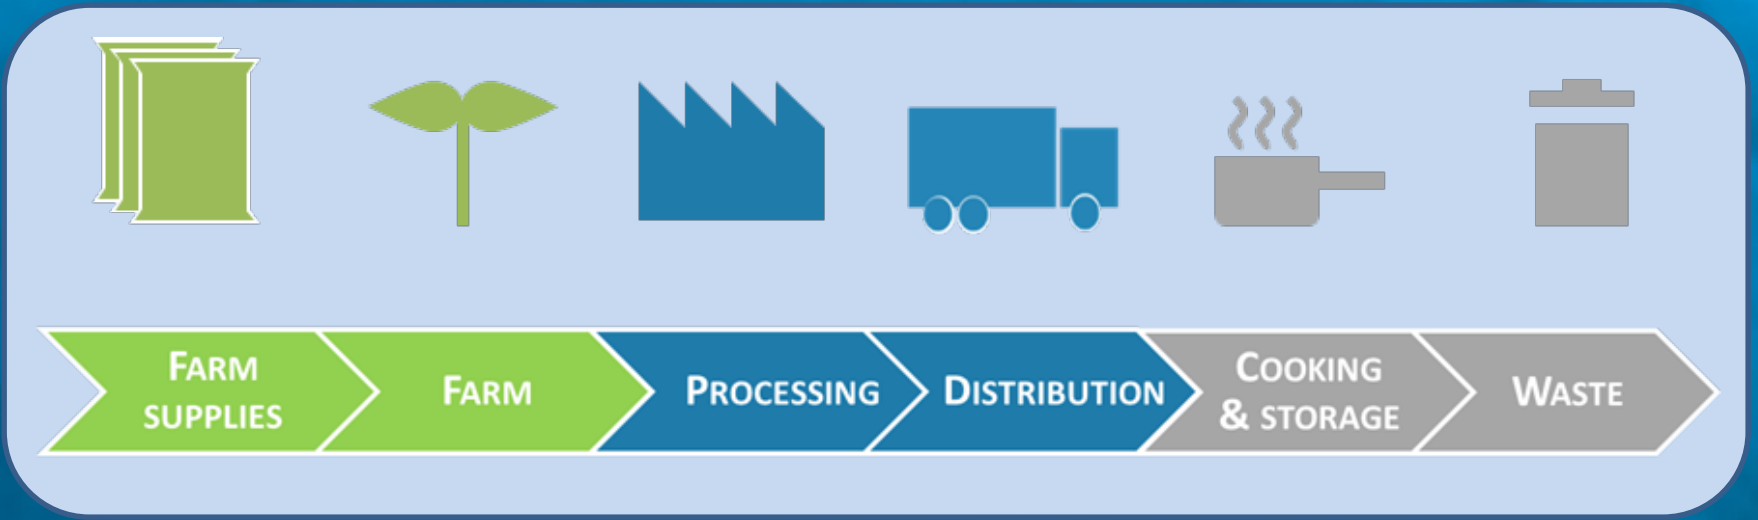 FARM
SUPPLIES
FARM
PROCESSING
DISTRIBUTION
COOKING
& STORAGE
WASTE